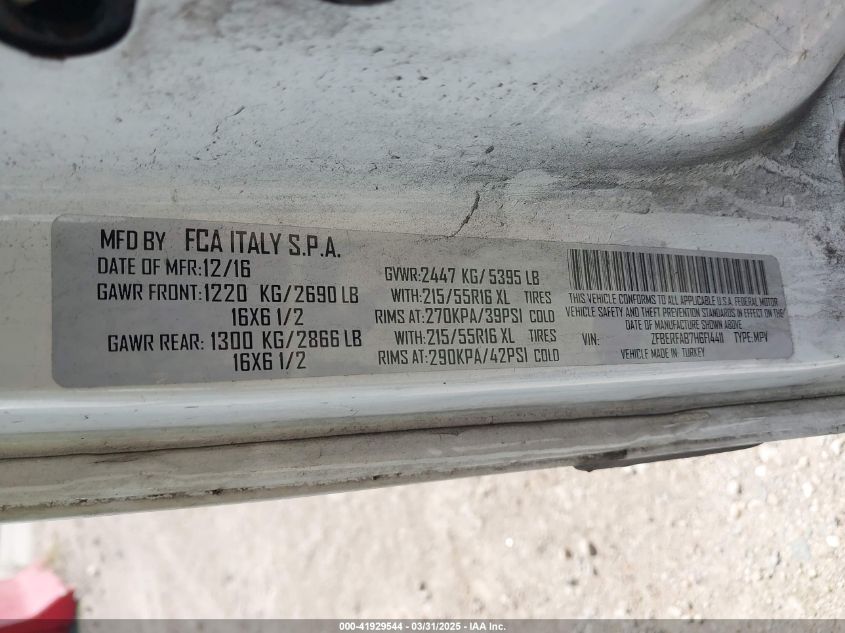 MFD BY FCA ITALY S.P.A.
DATE OF MFR:12/16
GAWR FRONT:1220 KG/2690 LB
16X6 1/2
GAWR REAR: 1300 KG/2866 LB
16X6 1/2
GVWR:2447 KG/5395 LB
WITH:215/55R16 XL TIRES
RIMS AT:270KPA/39PSI COLD
WITH:215/55R16 XL TIRES
RIMS AT:290KPA/42PSI COLD
THIS VEHICLE CONFORMS TO ALL APPLICABLE U.S.A. FEDERAL MOTOR
VEHICLE SAFETY, BUMPER, AND THEFT PREVENTION STANDARDS IN EFFECT ON THE
DATE OF MANUFACTURE SHOWN ABOVE
VIN: ZFBERFAB7H6F14411 TYPE:MPV
VEHICLE MADE IN: TURKEY
000-41929544 - 03/31/2025 - IAA Inc.